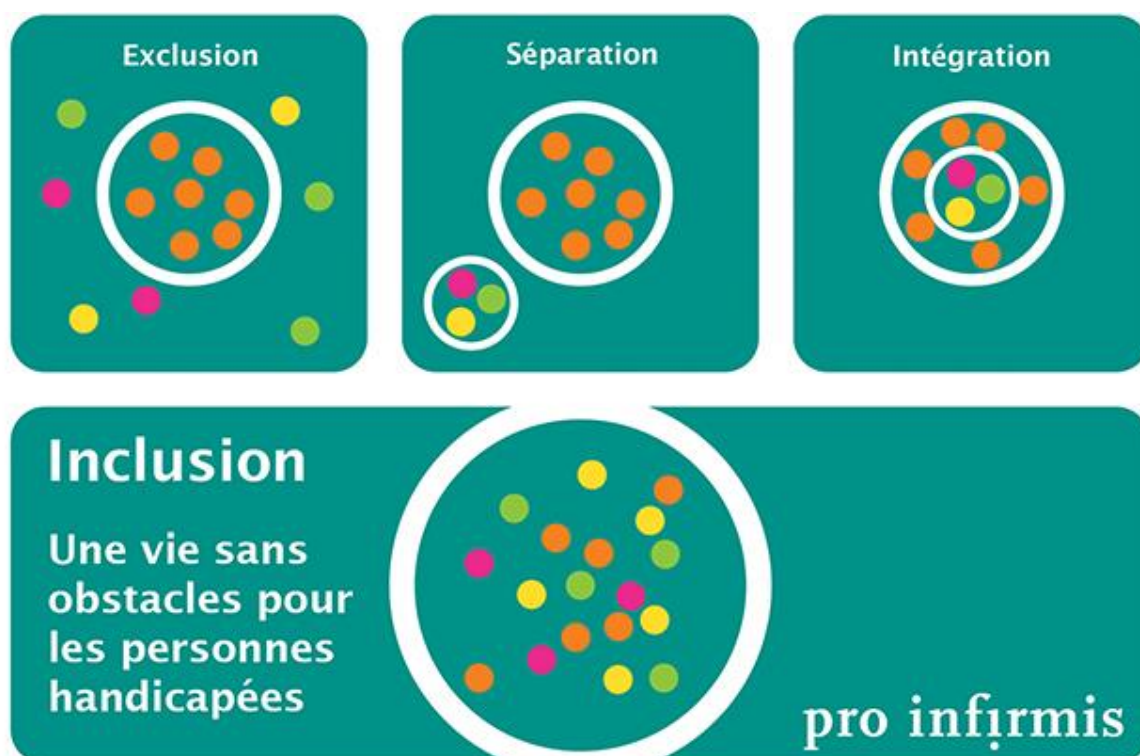 Exclusion
Séparation
Intégration
Inclusion
Une vie sans
obstacles pour
les personnes
handicapées
pro infirmis